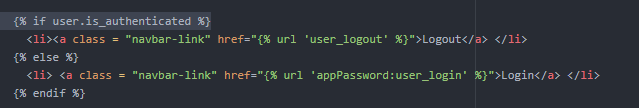 {% if user.is_authenticated %}
<li><a class = "navbar-link" href="{% url 'user_logout' %}">Logout</a> </li>
{% else %}
<li> <a class = "navbar-link" href="{% url 'appPassword:user_login' %}">Login</a> </li>
{% endif %}